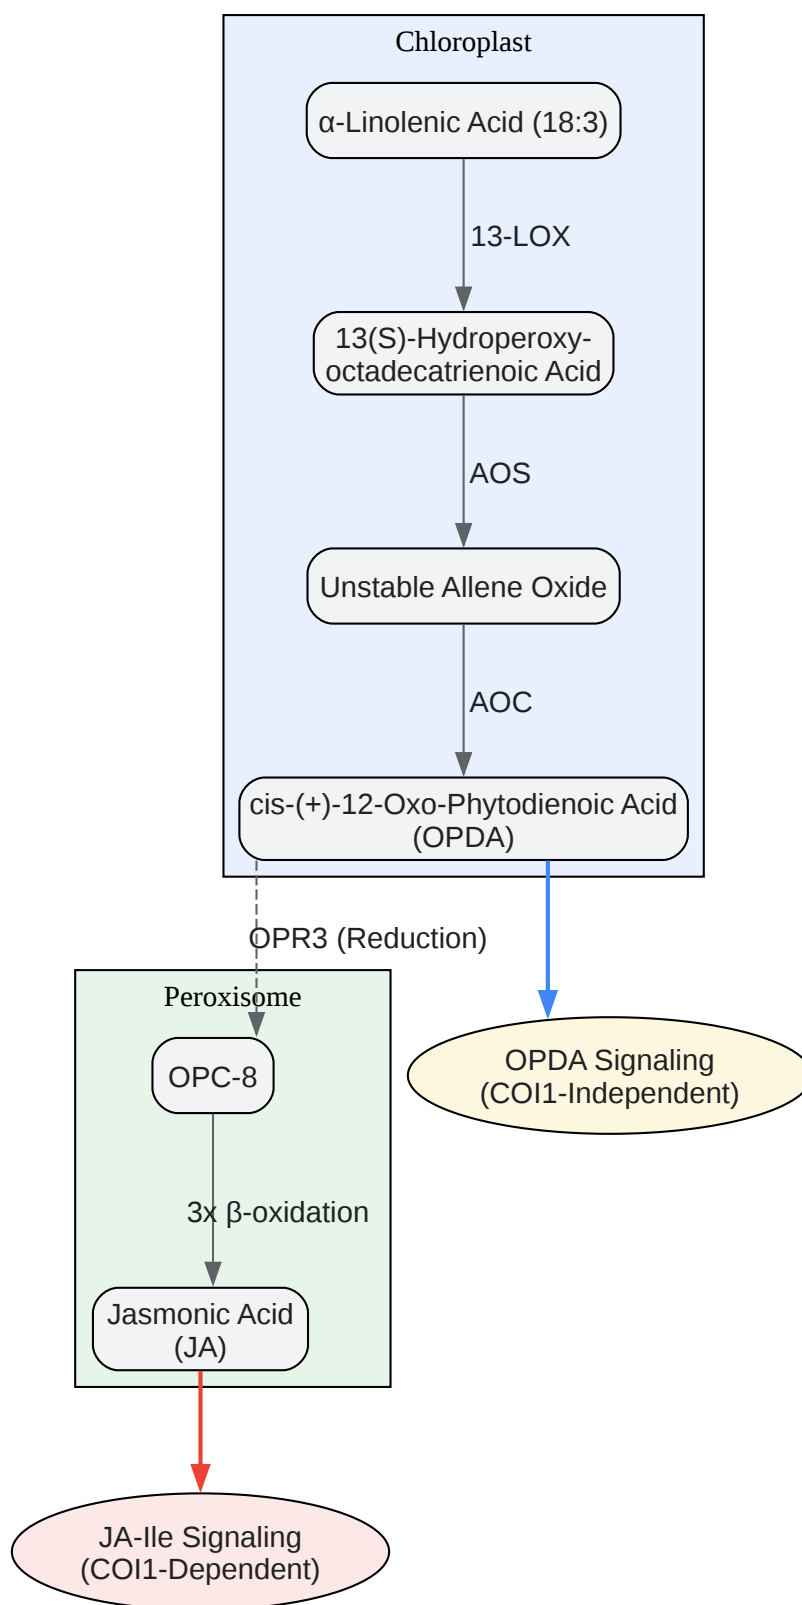 Chloroplast
α-Linolenic Acid (18:3)
13-LOX
13(S)-Hydroperoxy-
octadecatrienoic Acid
AOS
Unstable Allene Oxide
AOC
cis-(+)-12-Oxo-Phytodienoic Acid
(OPDA)
OPR3 (Reduction)
Peroxisome
OPC-8
OPDA Signaling
(COI1-Independent)
3x β-oxidation
Jasmonic Acid
(JA)
JA-Ile Signaling
(COI1-Dependent)